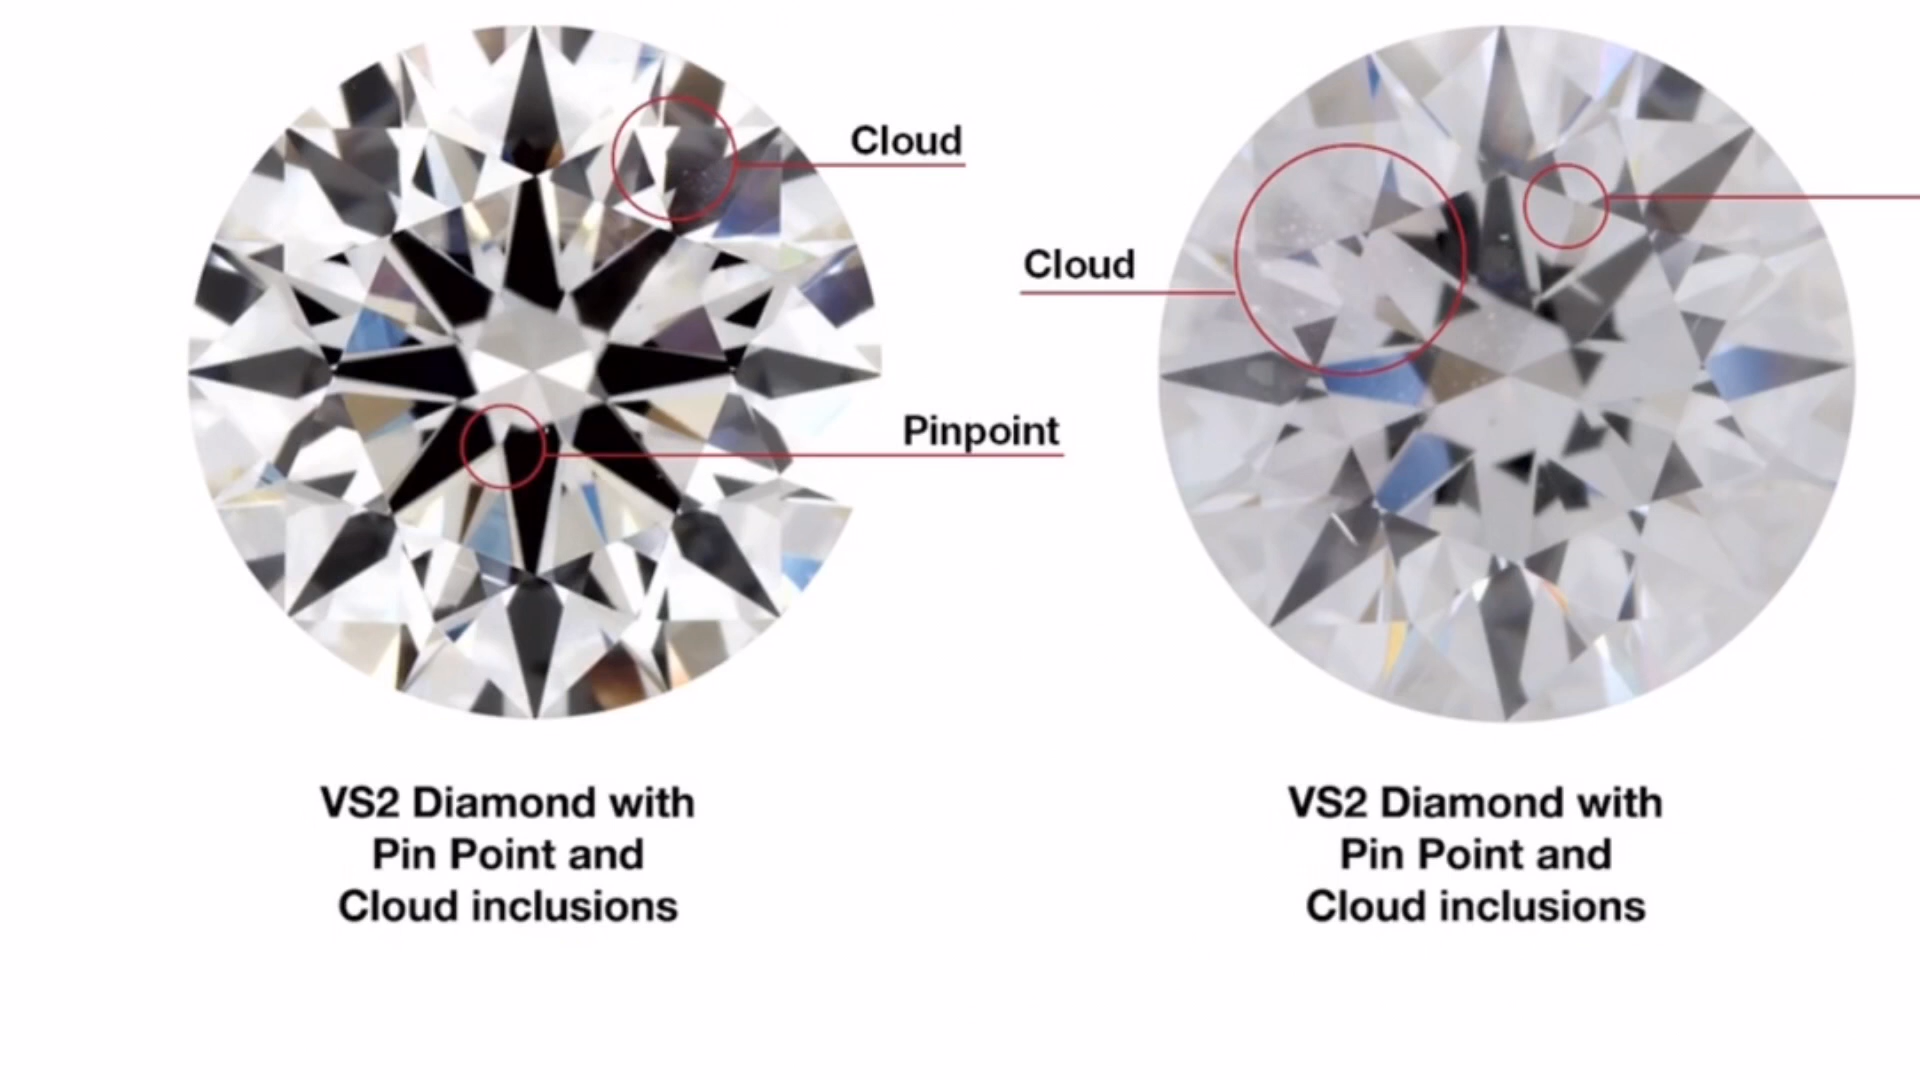 Cloud
Pinpoint
Cloud
VS2 Diamond with
Pin Point and
Cloud inclusions
VS2 Diamond with
Pin Point and
Cloud inclusions